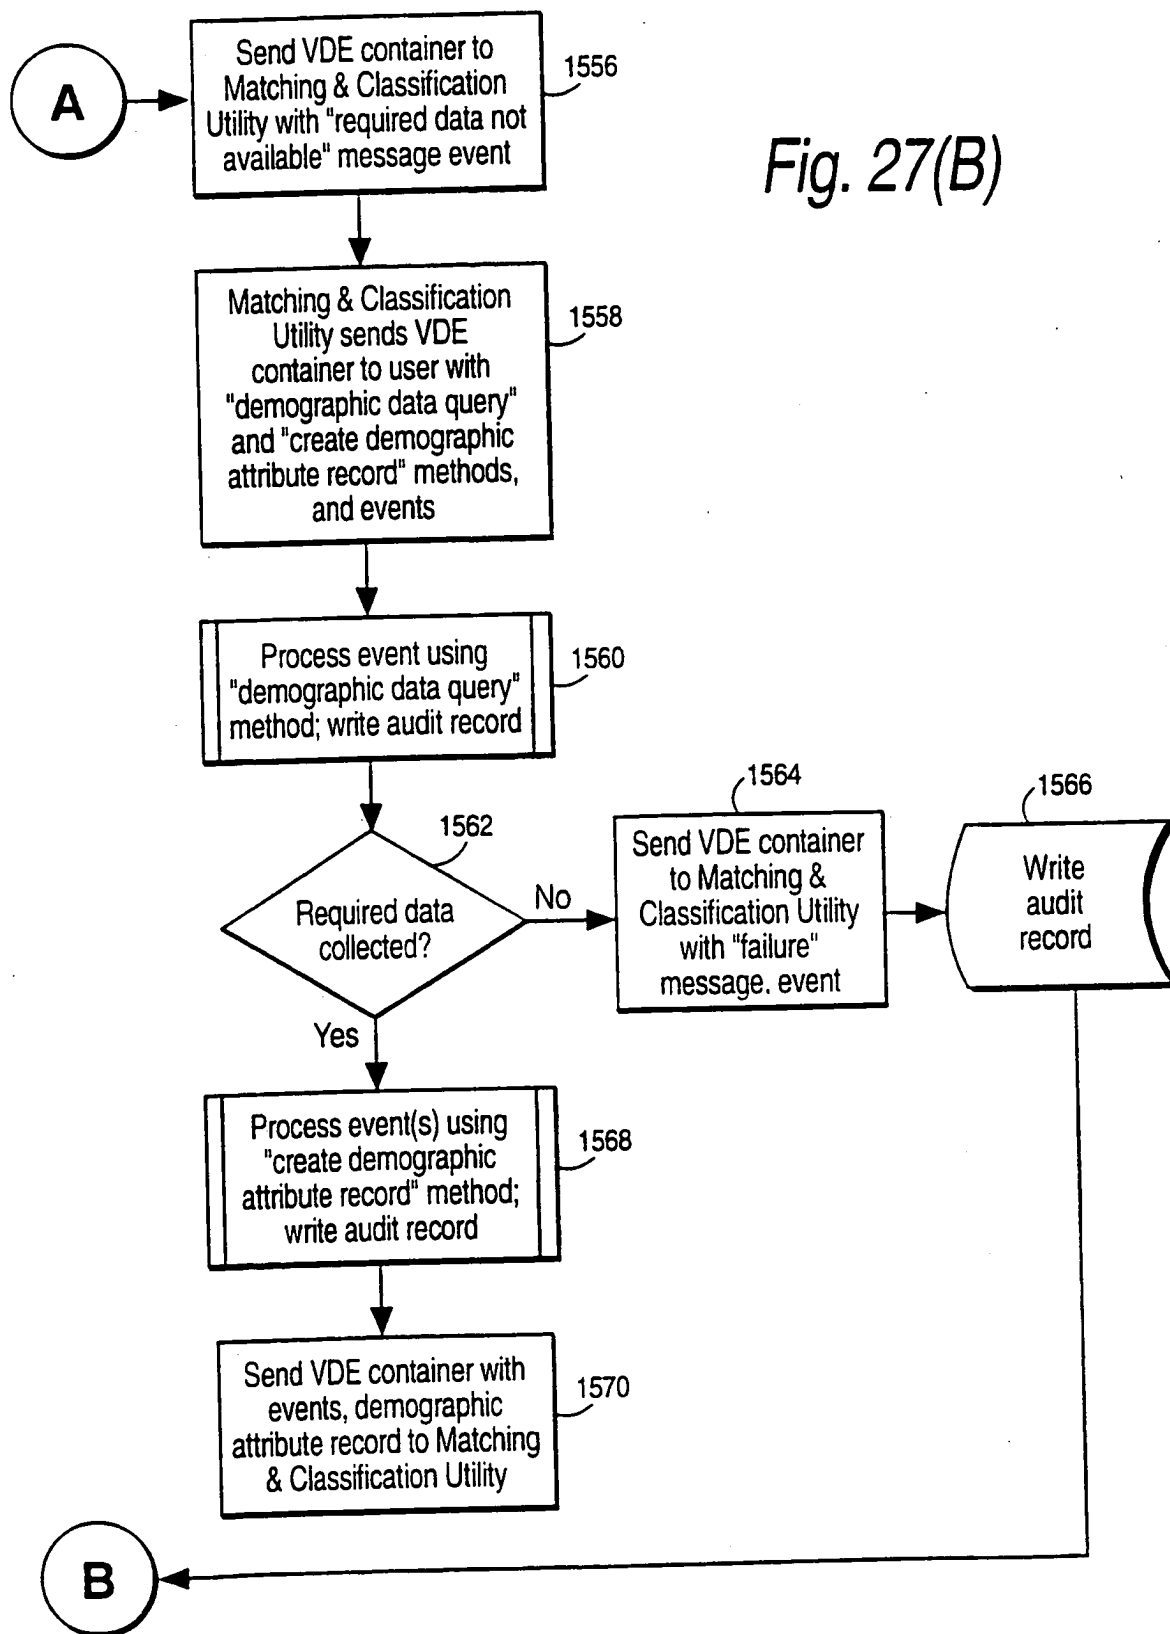 A
Send VDE container to
Matching & Classification
Utility with "required data not
available" message event
1556
Fig. 27(B)
Matching & Classification
Utility sends VDE
container to user with
"demographic data query"
and "create demographic
attribute record" methods,
and events
1558
Process event using
"demographic data query"
method; write audit record
1560
1562
Required data
collected?
No
Yes
1564
Send VDE container
to Matching &
Classification Utility
with "failure"
message. event
1566
Write
audit
record
Process event(s) using
"create demographic
attribute record" method;
write audit record
1568
Send VDE container with
events, demographic
attribute record to Matching
& Classification Utility
1570
B